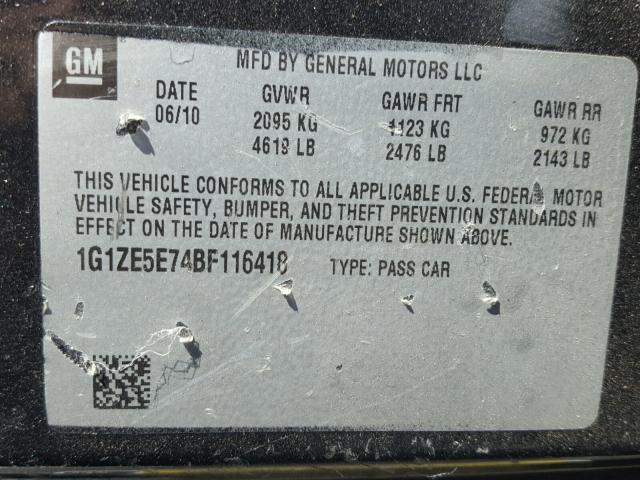 GM
MFD BY GENERAL MOTORS LLC
DATE GVWR GAWR FRT GAWR RR
06/10 2095 KG 1123 KG 972 KG
4619 LB 2476 LB 2143 LB
THIS VEHICLE CONFORMS TO ALL APPLICABLE U.S. FEDERAL MOTOR
VEHICLE SAFETY, BUMPER, AND THEFT PREVENTION STANDARDS IN
EFFECT ON THE DATE OF MANUFACTURE SHOWN ABOVE.
1G1ZE5E74BF116418 TYPE: PASS CAR